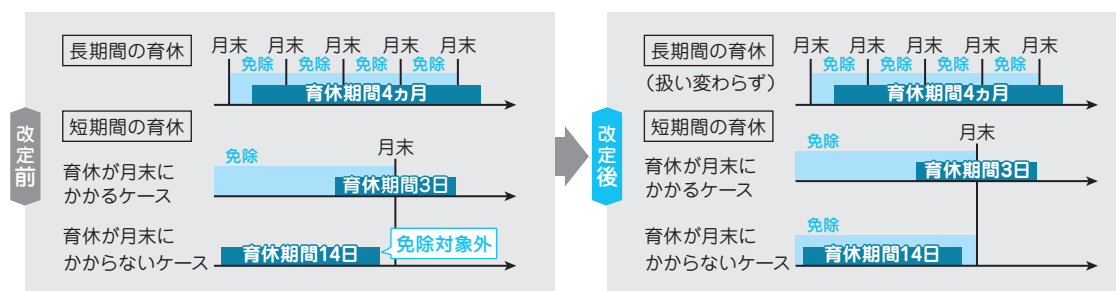 改定前
長期間の育休
月末 月末 月末 月末 月末
免除 免除 免除 免除
育休期間4ヵ月
短期間の育休
月末
免除
育休が月末に
かかるケース
育休期間3日
育休が月末に
かからないケース
育休期間14日
免除対象外
改定後
長期間の育休
(扱い変わらず)
月末 月末 月末 月末 月末
免除 免除 免除 免除
育休期間4ヵ月
短期間の育休
月末
免除
育休が月末に
かかるケース
育休期間3日
免除
育休が月末に
かからないケース
育休期間14日